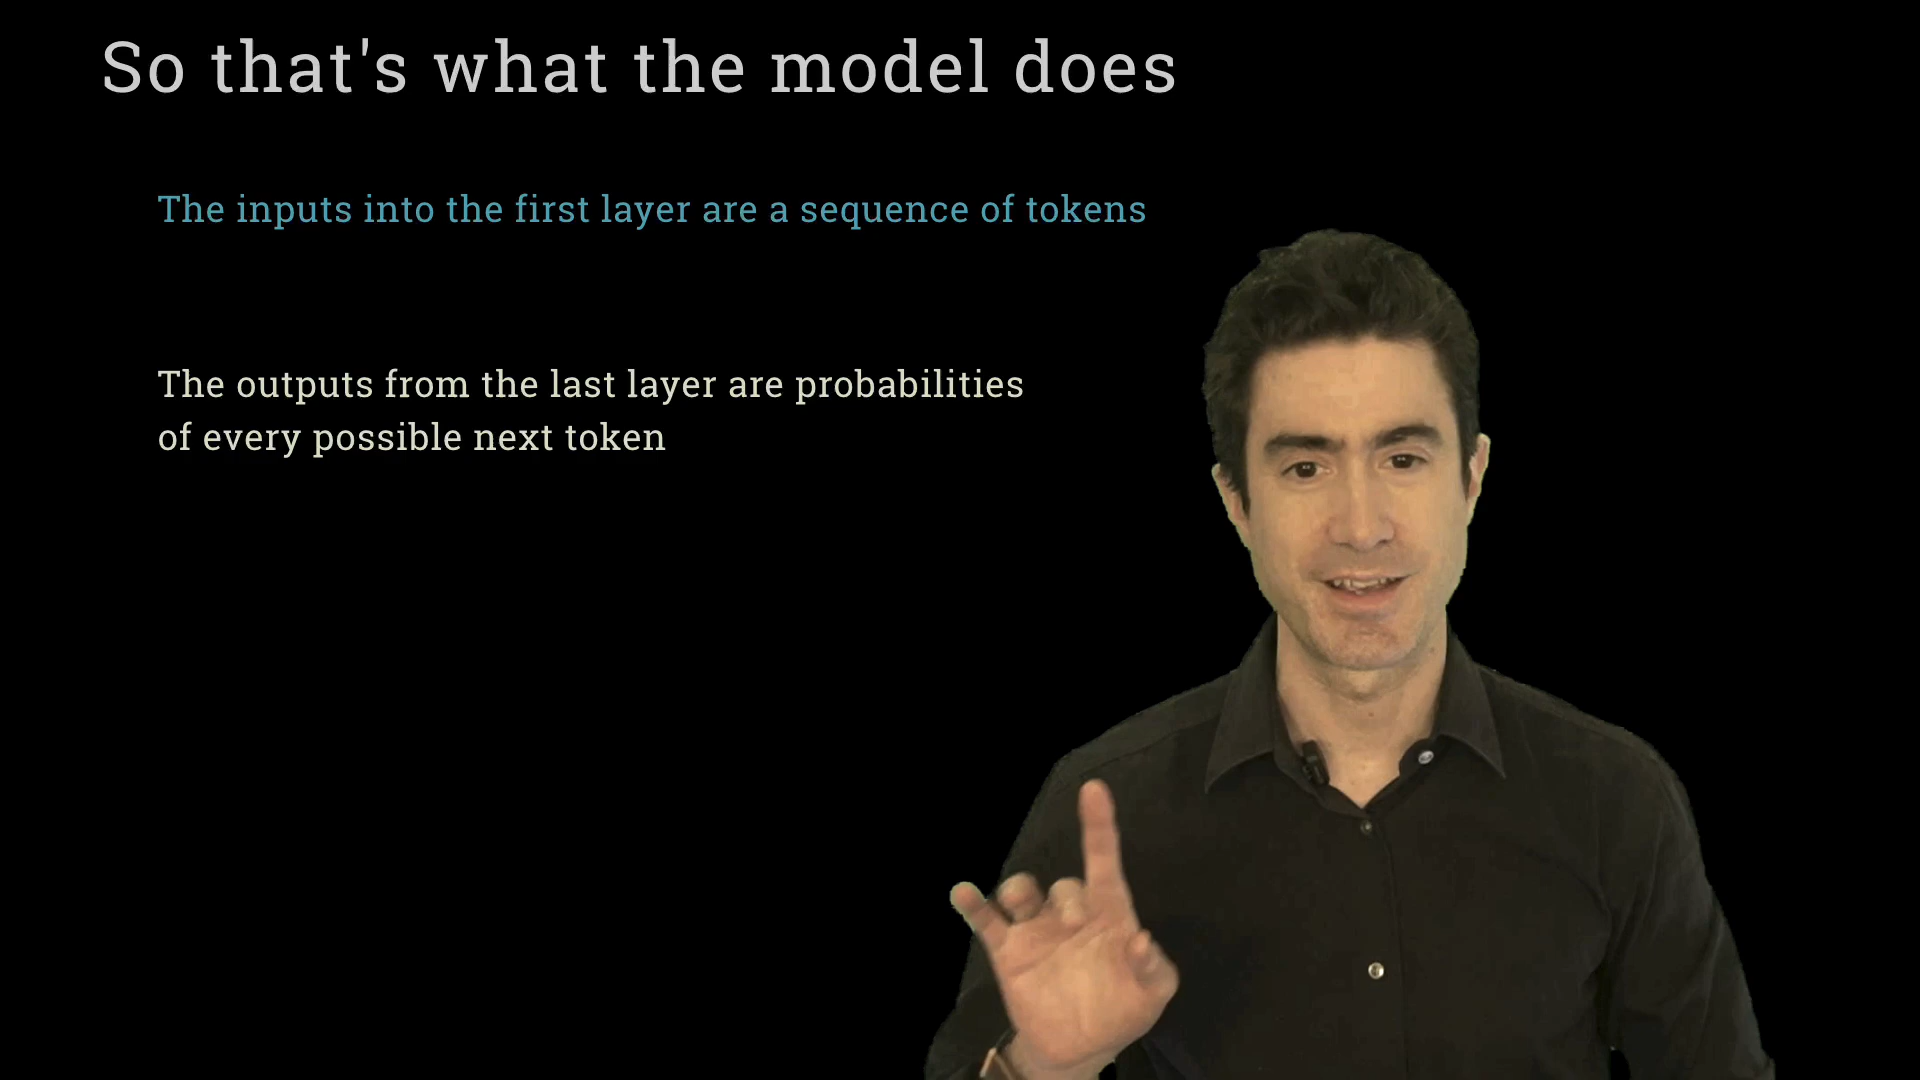 So that's what the model does
The inputs into the first layer are a sequence of tokens
The outputs from the last layer are probabilities
of every possible next token